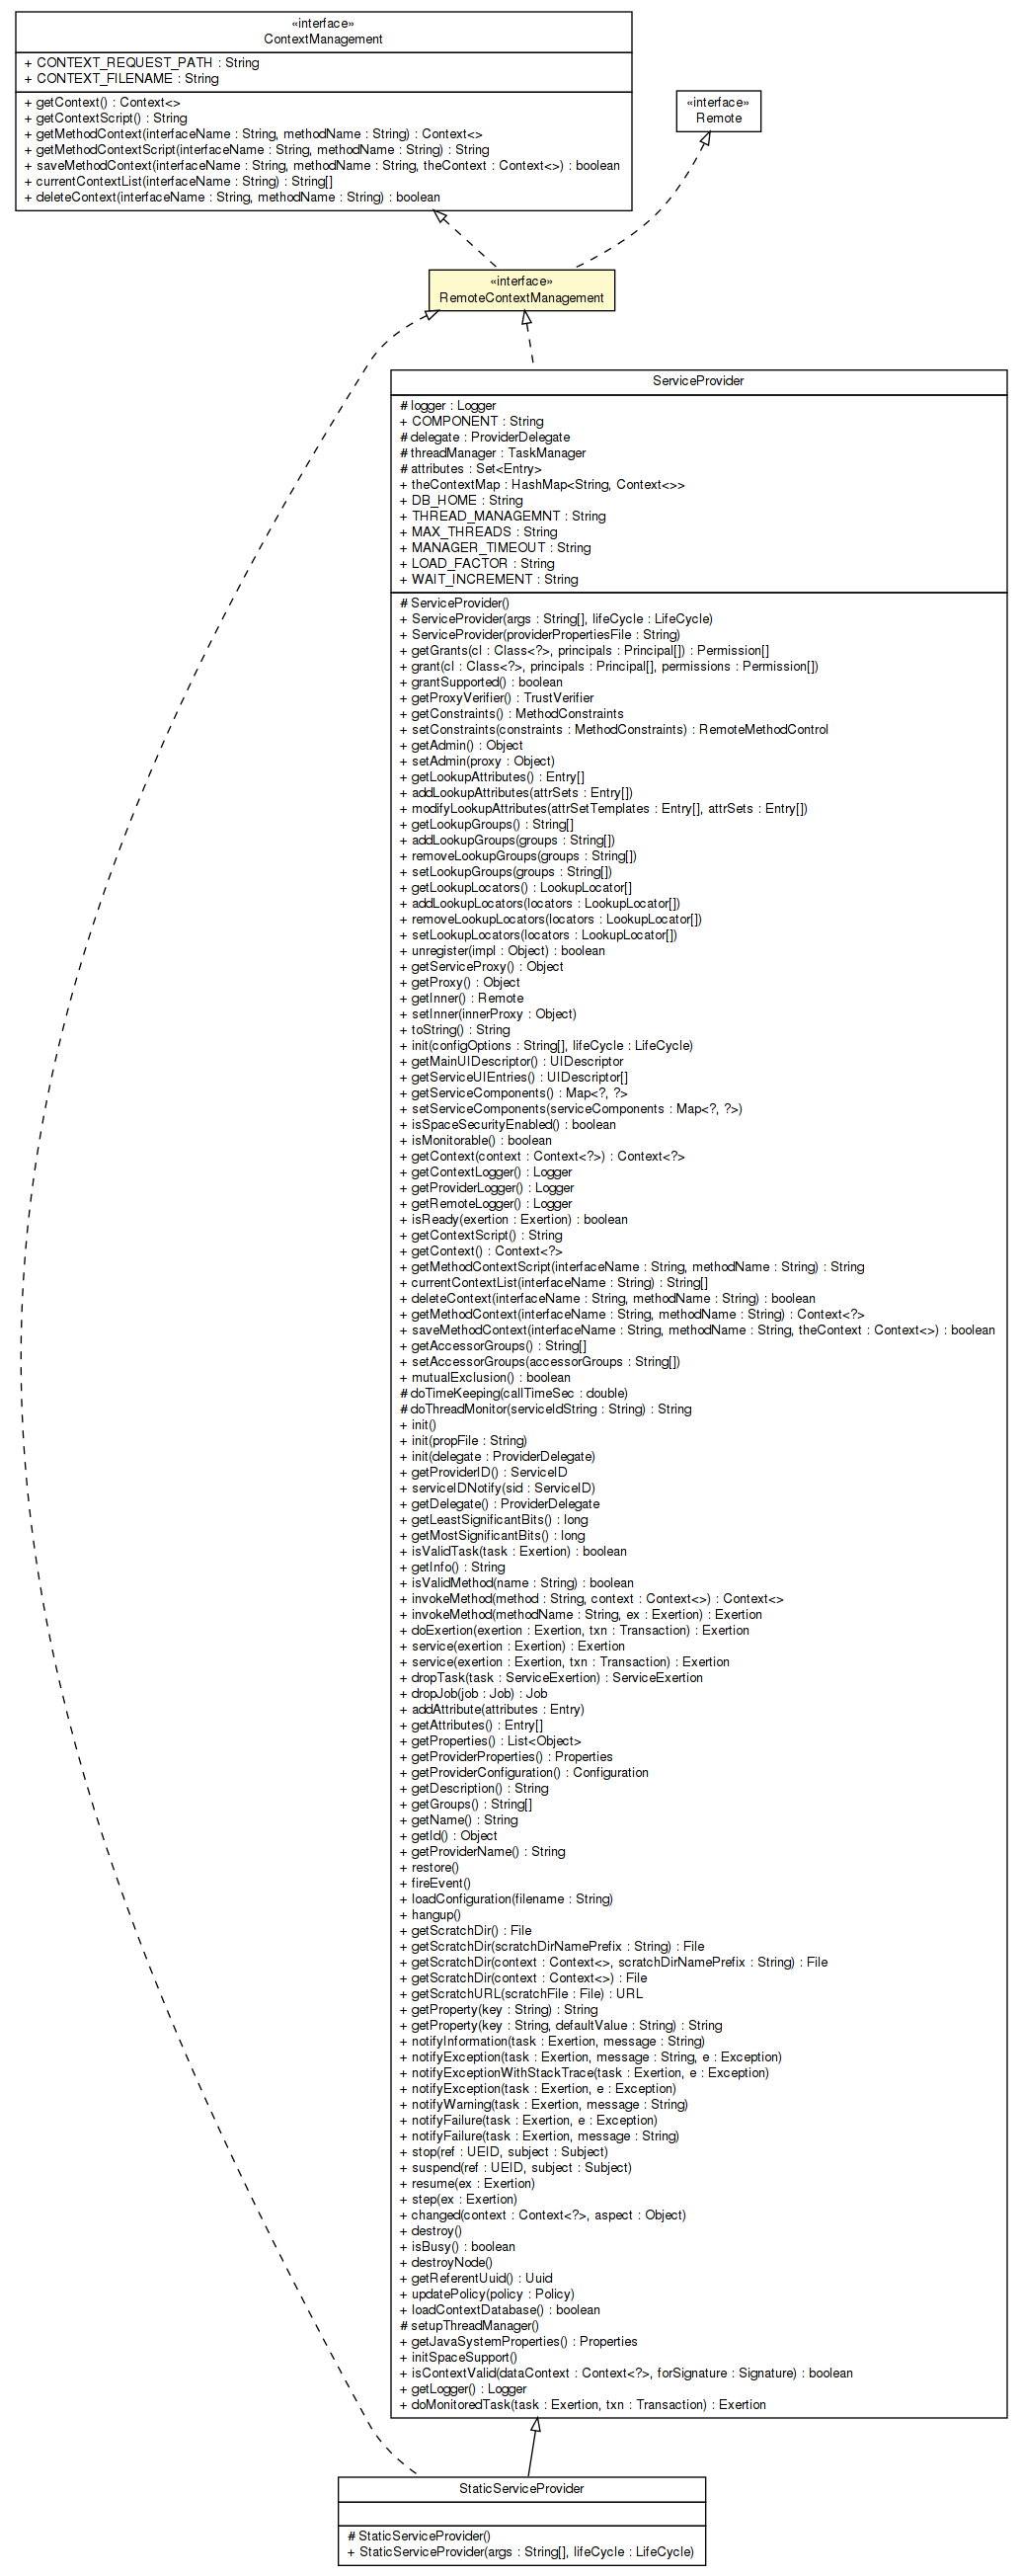 «interface»
ContextManagement
+ CONTEXT_REQUEST_PATH : String
+ CONTEXT_FILENAME : String
+ getContext() : Context<>
+ getContextScript() : String
+ getMethodContext(interfaceName : String, methodName : String) : Context<>
+ getMethodContextScript(interfaceName : String, methodName : String) : String
+ saveMethodContext(interfaceName : String, methodName : String, theContext : Context<>) : boolean
+ currentContextList(interfaceName : String) : String[]
+ deleteContext(interfaceName : String, methodName : String) : boolean
«interface»
Remote
«interface»
RemoteContextManagement
ServiceProvider
# logger : Logger
+ COMPONENT : String
# delegate : ProviderDelegate
# threadManager : TaskManager
# attributes : Set<Entry>
+ theContextMap : HashMap<String, Context<>>
+ DB_HOME : String
+ THREAD_MANAGEMNT : String
+ MAX_THREADS : String
+ MANAGER_TIMEOUT : String
+ LOAD_FACTOR : String
+ WAIT_INCREMENT : String
# ServiceProvider()
+ ServiceProvider(args : String[], lifeCycle : LifeCycle)
+ ServiceProvider(providerPropertiesFile : String)
+ getGrants(cl : Class<?>, principals : Principal[]) : Permission[]
+ grant(cl : Class<?>, principals : Principal[], permissions : Permission[])
+ grantSupported() : boolean
+ getProxyVerifier() : TrustVerifier
+ getConstraints() : MethodConstraints
+ setConstraints(constraints : MethodConstraints) : RemoteMethodControl
+ getAdmin() : Object
+ setAdmin(proxy : Object)
+ getLookupAttributes() : Entry[]
+ addLookupAttributes(attrSets : Entry[])
+ modifyLookupAttributes(attrSetTemplates : Entry[], attrSets : Entry[])
+ getLookupGroups() : String[]
+ addLookupGroups(groups : String[])
+ removeLookupGroups(groups : String[])
+ setLookupGroups(groups : String[])
+ getLookupLocators() : LookupLocator[]
+ addLookupLocators(locators : LookupLocator[])
+ removeLookupLocators(locators : LookupLocator[])
+ setLookupLocators(locators : LookupLocator[])
+ unregister(impl : Object) : boolean
+ getServiceProxy() : Object
+ getProxy() : Object
+ getInner() : Remote
+ setInner(innerProxy : Object)
+ toString() : String
+ init(configOptions : String[], lifeCycle : LifeCycle)
+ getMainUIDescriptor() : UIDescriptor
+ getServiceUIEntries() : UIDescriptor[]
+ getServiceComponents() : Map<?, ?>
+ setServiceComponents(serviceComponents : Map<?, ?>)
+ isSpaceSecurityEnabled() : boolean
+ isMonitorable() : boolean
+ getContext(context : Context<?>) : Context<?>
+ getContextLogger() : Logger
+ getProviderLogger() : Logger
+ getRemoteLogger() : Logger
+ isReady(exertion : Exertion) : boolean
+ getContextScript() : String
+ getContext() : Context<?>
+ getMethodContextScript(interfaceName : String, methodName : String) : String
+ currentContextList(interfaceName : String) : String[]
+ deleteContext(interfaceName : String, methodName : String) : boolean
+ getMethodContext(interfaceName : String, methodName : String) : Context<?>
+ saveMethodContext(interfaceName : String, methodName : String, theContext : Context<>) : boolean
+ getAccessorGroups() : String[]
+ setAccessorGroups(accessorGroups : String[])
+ mutualExclusion() : boolean
# doTimeKeeping(callTimeSec : double)
# doThreadMonitor(serviceIdString : String) : String
+ init()
+ init(propFile : String)
+ init(delegate : ProviderDelegate)
+ getProviderID() : ServiceID
+ serviceIDNotify(sid : ServiceID)
+ getDelegate() : ProviderDelegate
+ getLeastSignificantBits() : long
+ getMostSignificantBits() : long
+ isValidTask(task : Exertion) : boolean
+ getInfo() : String
+ isValidMethod(name : String) : boolean
+ invokeMethod(method : String, context : Context<>) : Context<>
+ invokeMethod(methodName : String, ex : Exertion) : Exertion
+ doExertion(exertion : Exertion, txn : Transaction) : Exertion
+ service(exertion : Exertion) : Exertion
+ service(exertion : Exertion, txn : Transaction) : Exertion
+ dropTask(task : ServiceExertion) : ServiceExertion
+ dropJob(job : Job) : Job
+ addAttribute(attributes : Entry)
+ getAttributes() : Entry[]
+ getProperties() : List<Object>
+ getProviderProperties() : Properties
+ getProviderConfiguration() : Configuration
+ getDescription() : String
+ getGroups() : String[]
+ getName() : String
+ getId() : Object
+ getProviderName() : String
+ restore()
+ fireEvent()
+ loadConfiguration(filename : String)
+ hangup()
+ getScratchDir() : File
+ getScratchDir(scratchDirNamePrefix : String) : File
+ getScratchDir(context : Context<>, scratchDirNamePrefix : String) : File
+ getScratchDir(context : Context<>) : File
+ getScratchURL(scratchFile : File) : URL
+ getProperty(key : String) : String
+ getProperty(key : String, defaultValue : String) : String
+ notifyInformation(task : Exertion, message : String)
+ notifyException(task : Exertion, message : String, e : Exception)
+ notifyExceptionWithStackTrace(task : Exertion, e : Exception)
+ notifyException(task : Exertion, e : Exception)
+ notifyWarning(task : Exertion, message : String)
+ notifyFailure(task : Exertion, e : Exception)
+ notifyFailure(task : Exertion, message : String)
+ stop(ref : UEID, subject : Subject)
+ suspend(ref : UEID, subject : Subject)
+ resume(ex : Exertion)
+ step(ex : Exertion)
+ changed(context : Context<?>, aspect : Object)
+ destroy()
+ isBusy() : boolean
+ destroyNode()
+ getReferentUuid() : Uuid
+ updatePolicy(policy : Policy)
+ loadContextDatabase() : boolean
# setupThreadManager()
+ getJavaSystemProperties() : Properties
+ initSpaceSupport()
+ isContextValid(dataContext : Context<?>, forSignature : Signature) : boolean
+ getLogger() : Logger
+ doMonitoredTask(task : Exertion, txn : Transaction) : Exertion
StaticServiceProvider
# StaticServiceProvider()
+ StaticServiceProvider(args : String[], lifeCycle : LifeCycle)